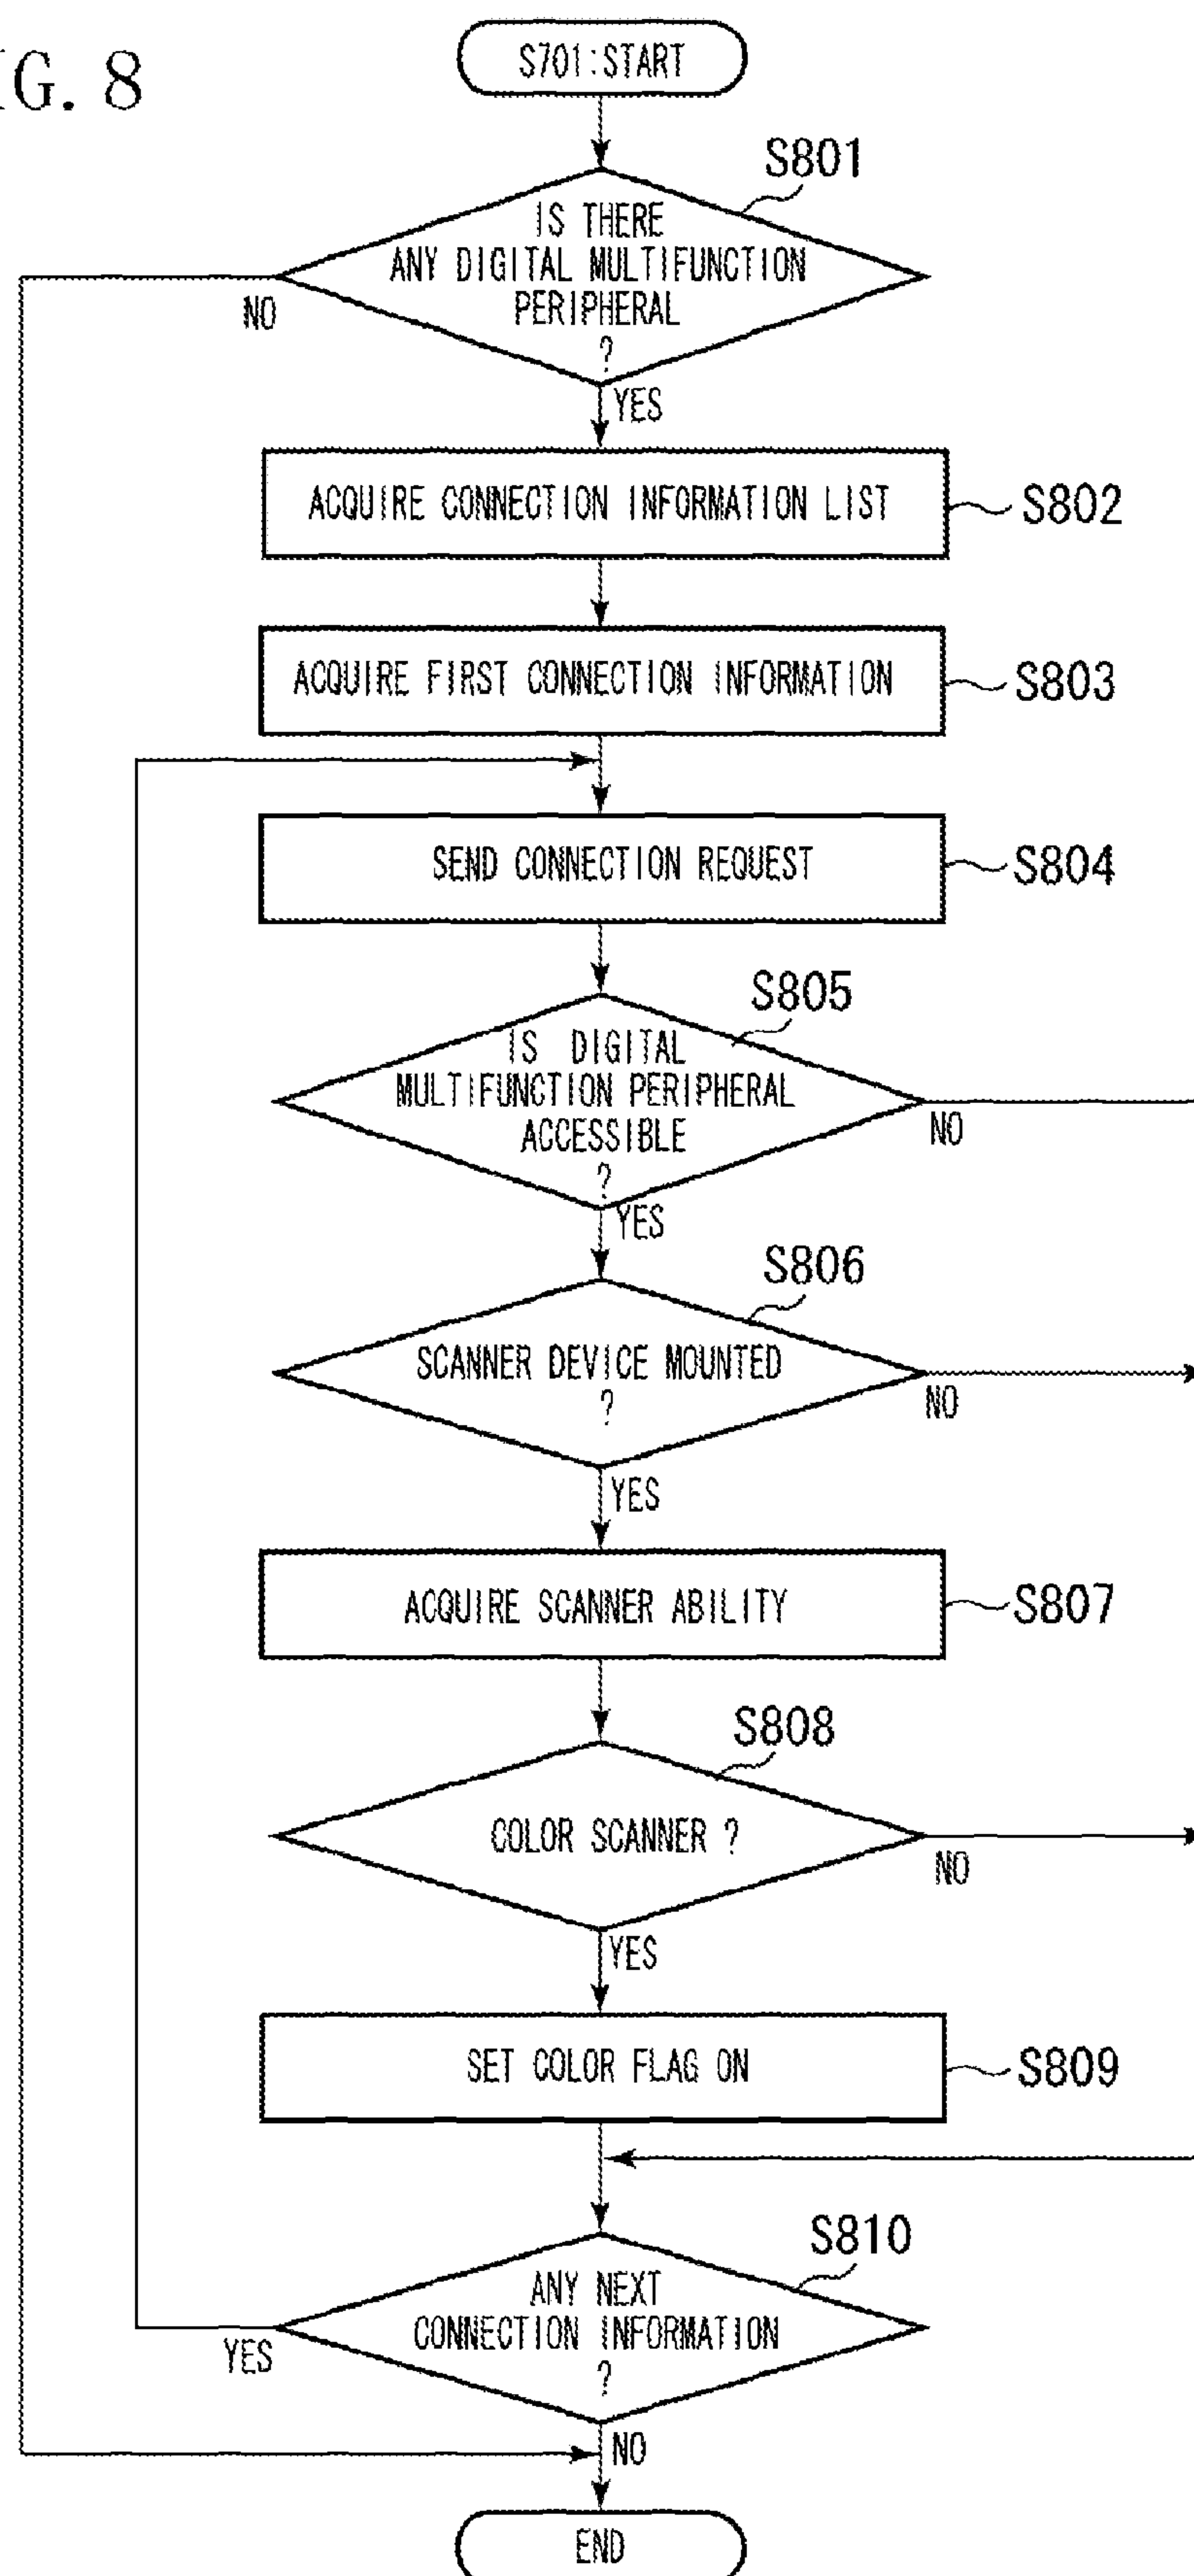 IG. 8
S701:START
S801
IS THERE
ANY DIGITAL MULTIFUNCTION
PERIPHERAL
?
NO
YES
ACQUIRE CONNECTION INFORMATION LIST
S802
ACQUIRE FIRST CONNECTION INFORMATION
S803
SEND CONNECTION REQUEST
S804
S805
IS DIGITAL
MULTIFUNCTION PERIPHERAL
ACCESSIBLE
?
NO
YES
S806
SCANNER DEVICE MOUNTED
?
NO
YES
ACQUIRE SCANNER ABILITY
S807
S808
COLOR SCANNER ?
NO
YES
SET COLOR FLAG ON
S809
S810
ANY NEXT
CONNECTION INFORMATION
?
YES
NO
END